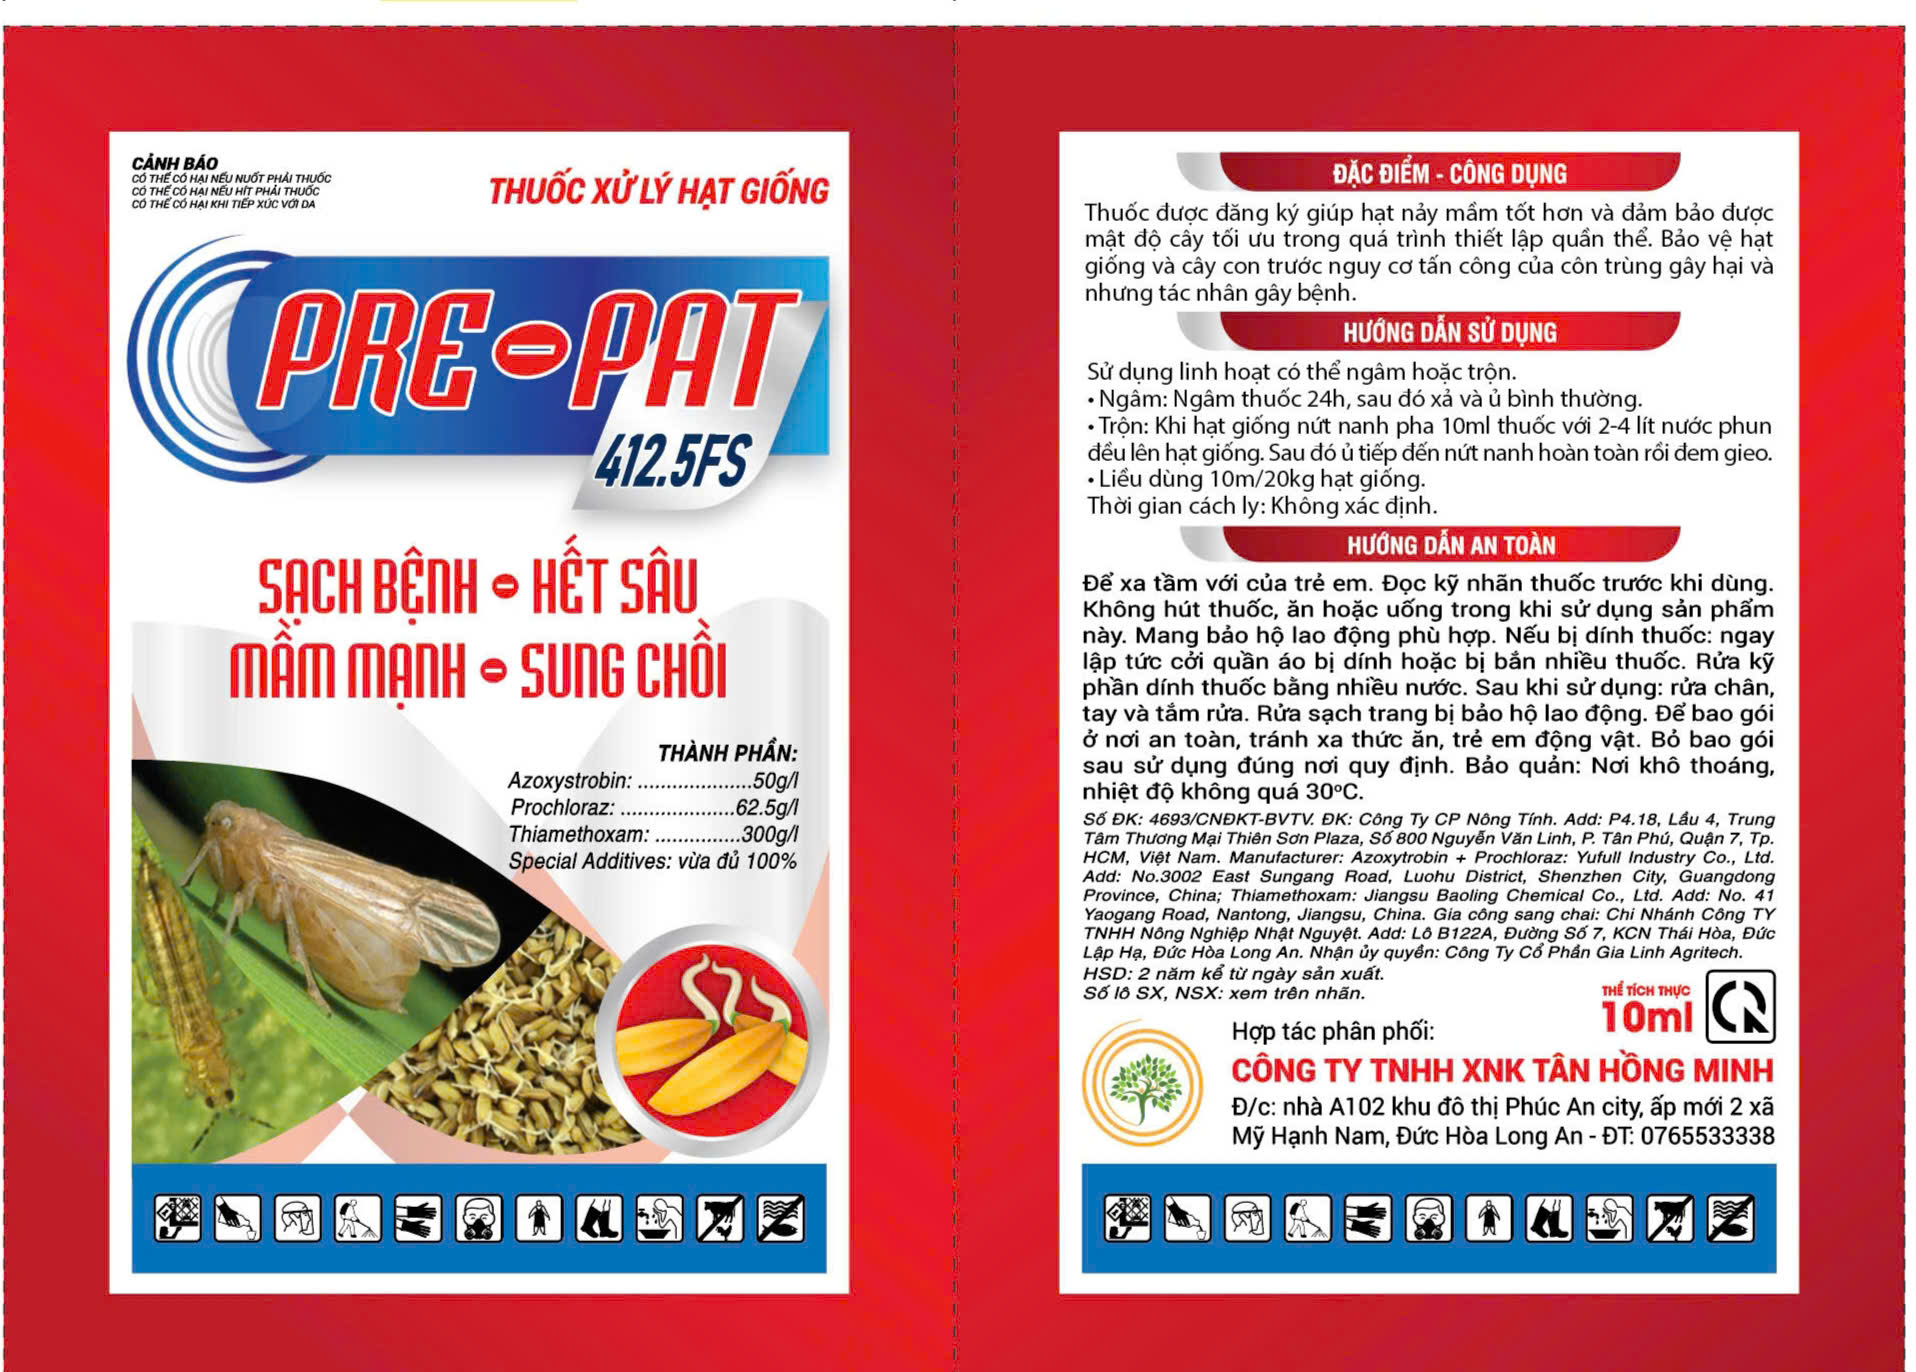 CẢNH BÁO
CÓ THỂ CÓ HẠI NẾU NUỐT PHẢI THUỐC
CÓ THỂ CÓ HẠI NẾU HÍT PHẢI THUỐC
CÓ THỂ CÓ HẠI KHI TIẾP XÚC VỚI DA
THUỐC XỬ LÝ HẠT GIỐNG
PRE-PAT
412.5FS
SẠCH BỆNH - HẾT SÂU
MẦM MẠNH - SUNG CHỒI
THÀNH PHẦN:
Azoxystrobin: ....................50g/l
Prochloraz: ....................62.5g/l
Thiamethoxam: ...............300g/l
Special Additives: vừa đủ 100%
ĐẶC ĐIỂM - CÔNG DỤNG
Thuốc được đăng ký giúp hạt nảy mầm tốt hơn và đảm bảo được
mật độ cây tối ưu trong quá trình thiết lập quần thể. Bảo vệ hạt
giống và cây con trước nguy cơ tấn công của côn trùng gây hại và
nhưng tác nhân gây bệnh.
HƯỚNG DẪN SỬ DỤNG
Sử dụng linh hoạt có thể ngâm hoặc trộn.
• Ngâm: Ngâm thuốc 24h, sau đó xả và ủ bình thường.
• Trộn: Khi hạt giống nứt nanh pha 10ml thuốc với 2-4 lít nước phun
đều lên hạt giống. Sau đó ủ tiếp đến nứt nanh hoàn toàn rồi đem gieo.
• Liều dùng 10m/20kg hạt giống.
Thời gian cách ly: Không xác định.
HƯỚNG DẪN AN TOÀN
Để xa tầm với của trẻ em. Đọc kỹ nhãn thuốc trước khi dùng.
Không hút thuốc, ăn hoặc uống trong khi sử dụng sản phẩm
này. Mang bảo hộ lao động phù hợp. Nếu bị dính thuốc: ngay
lập tức cởi quần áo bị dính hoặc bị bắn nhiều thuốc. Rửa kỹ
phần dính thuốc bằng nhiều nước. Sau khi sử dụng: rửa chân,
tay và tắm rửa. Rửa sạch trang bị bảo hộ lao động. Để bao gói
ở nơi an toàn, tránh xa thức ăn, trẻ em động vật. Bỏ bao gói
sau sử dụng đúng nơi quy định. Bảo quản: Nơi khô thoáng,
nhiệt độ không quá 30ºC.
Số ĐK: 4693/CNĐKT-BVTV. ĐK: Công Ty CP Nông Tính. Add: P4.18, Lầu 4, Trung
Tâm Thương Mại Thiên Sơn Plaza, Số 800 Nguyễn Văn Linh, P. Tân Phú, Quận 7, Tp.
HCM, Việt Nam. Manufacturer: Azoxytrobin + Prochloraz: Yufull Industry Co., Ltd.
Add: No.3002 East Sungang Road, Luohu District, Shenzhen City, Guangdong
Province, China; Thiamethoxam: Jiangsu Baoling Chemical Co., Ltd. Add: No. 41
Yaogang Road, Nantong, Jiangsu, China. Gia công sang chai: Chi Nhánh Công TY
TNHH Nông Nghiệp Nhật Nguyệt. Add: Lô B122A, Đường Số 7, KCN Thái Hòa, Đức
Lập Hạ, Đức Hòa Long An. Nhận ủy quyền: Công Ty Cổ Phần Gia Linh Agritech.
HSD: 2 năm kể từ ngày sản xuất.
Số lô SX, NSX: xem trên nhãn.
THỂ TÍCH THỰC
10ml
Hợp tác phân phối:
CÔNG TY TNHH XNK TÂN HỒNG MINH
Đ/c: nhà A102 khu đô thị Phúc An city, ấp mới 2 xã
Mỹ Hạnh Nam, Đức Hòa Long An - ĐT: 0765533338